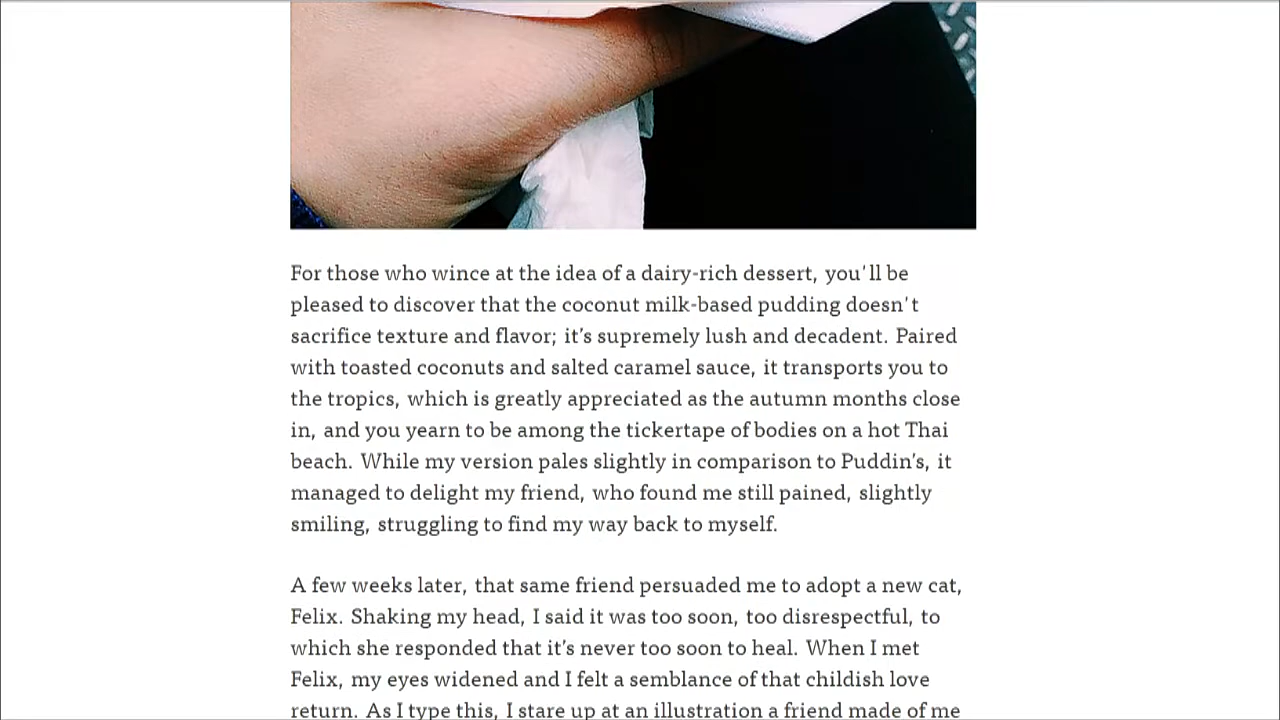 For those who wince at the idea of a dairy-rich dessert, you'll be
pleased to discover that the coconut milk-based pudding doesn't
sacrifice texture and flavor; it’s supremely lush and decadent. Paired
with toasted coconuts and salted caramel sauce, it transports you to
the tropics, which is greatly appreciated as the autumn months close
in, and you yearn to be among the tickertape of bodies on a hot Thai
beach. While my version pales slightly in comparison to Puddin’s, it
managed to delight my friend, who found me still pained, slightly
smiling, struggling to find my way back to myself.
A few weeks later, that same friend persuaded me to adopt a new cat,
Felix. Shaking my head, I said it was too soon, too disrespectful, to
which she responded that it’s never too soon to heal. When I met
Felix, my eyes widened and I felt a semblance of that childish love
return. As I type this, I stare up at an illustration a friend made of me